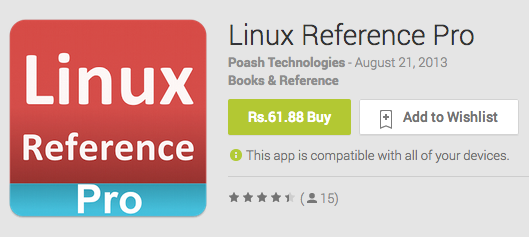 Linux
Reference
Pro
Linux Reference Pro
Poash Technologies - August 21, 2013
Books & Reference
Rs.61.88 Buy
Add to Wishlist
This app is compatible with all of your devices.
(15)